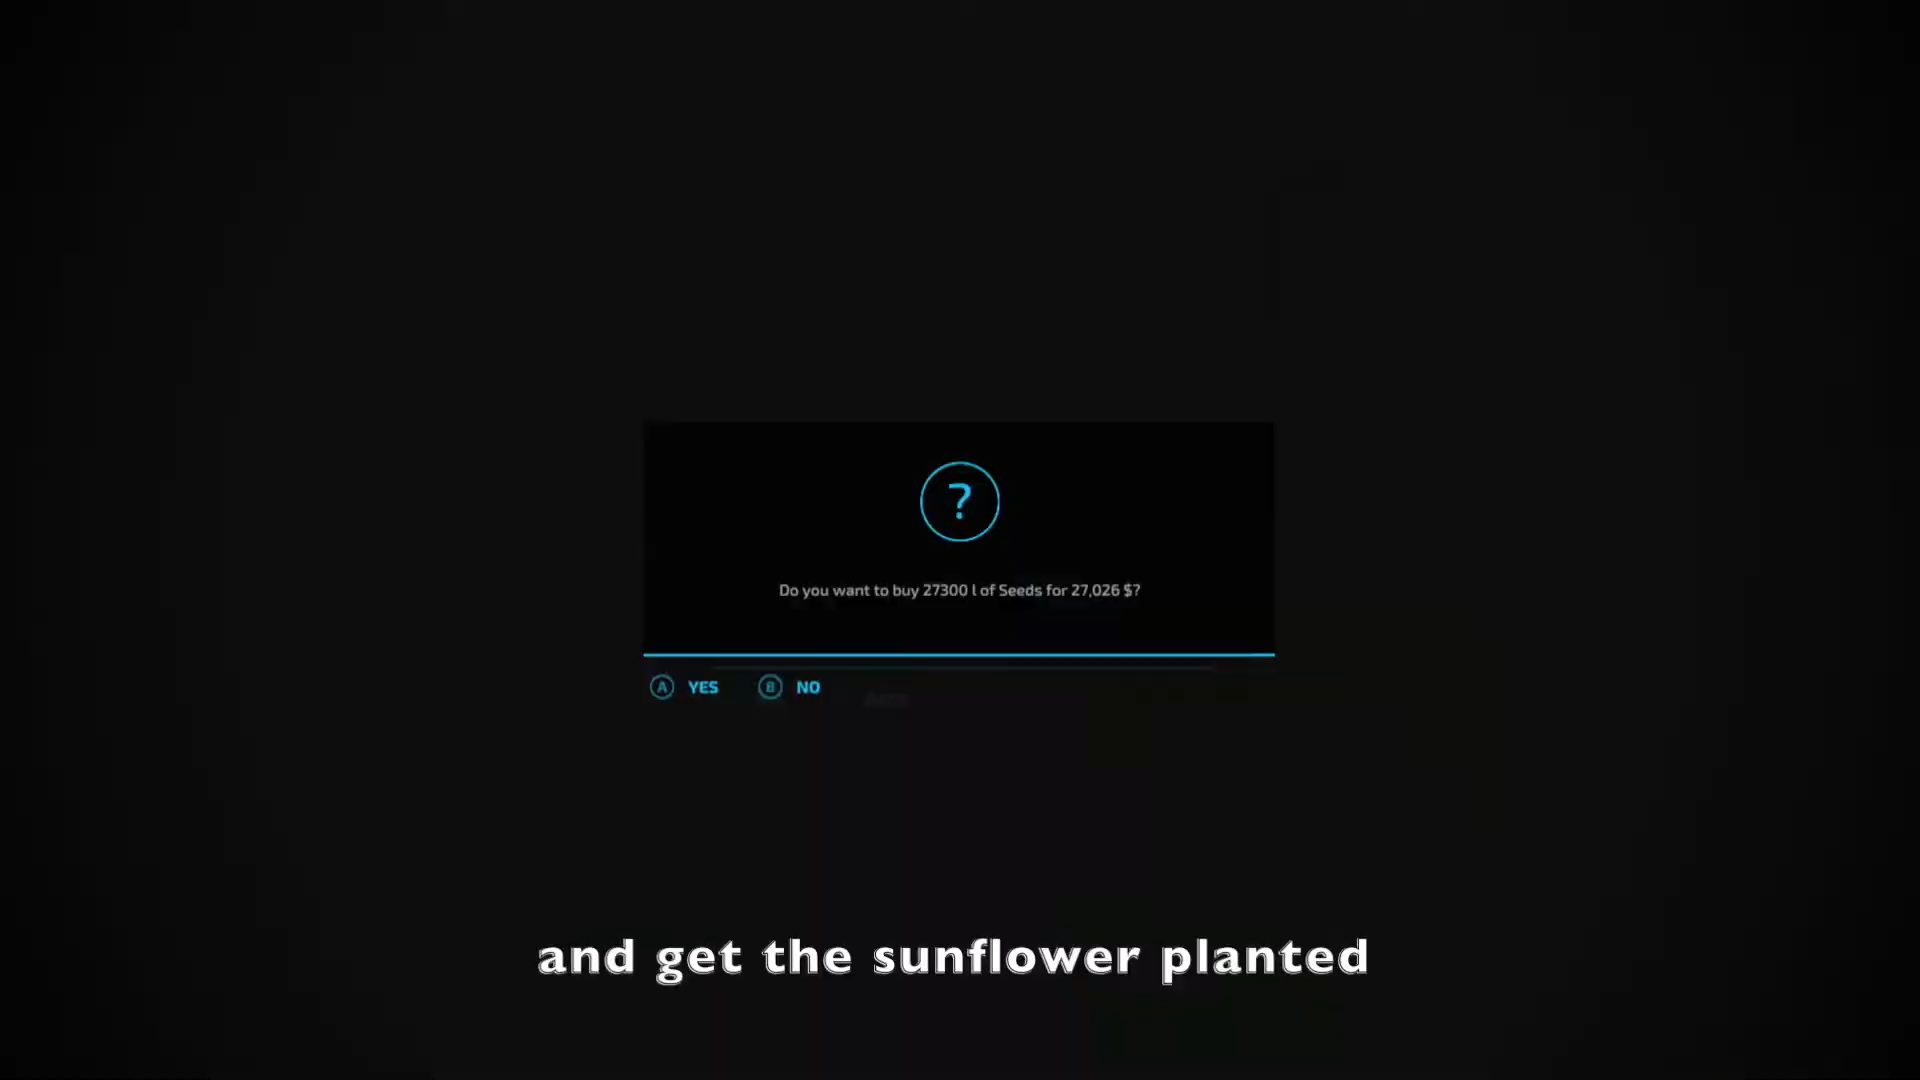 ?
Do you want to buy 27300 l of Seeds for 27,026 $?
A YES B NO
and get the sunflower planted